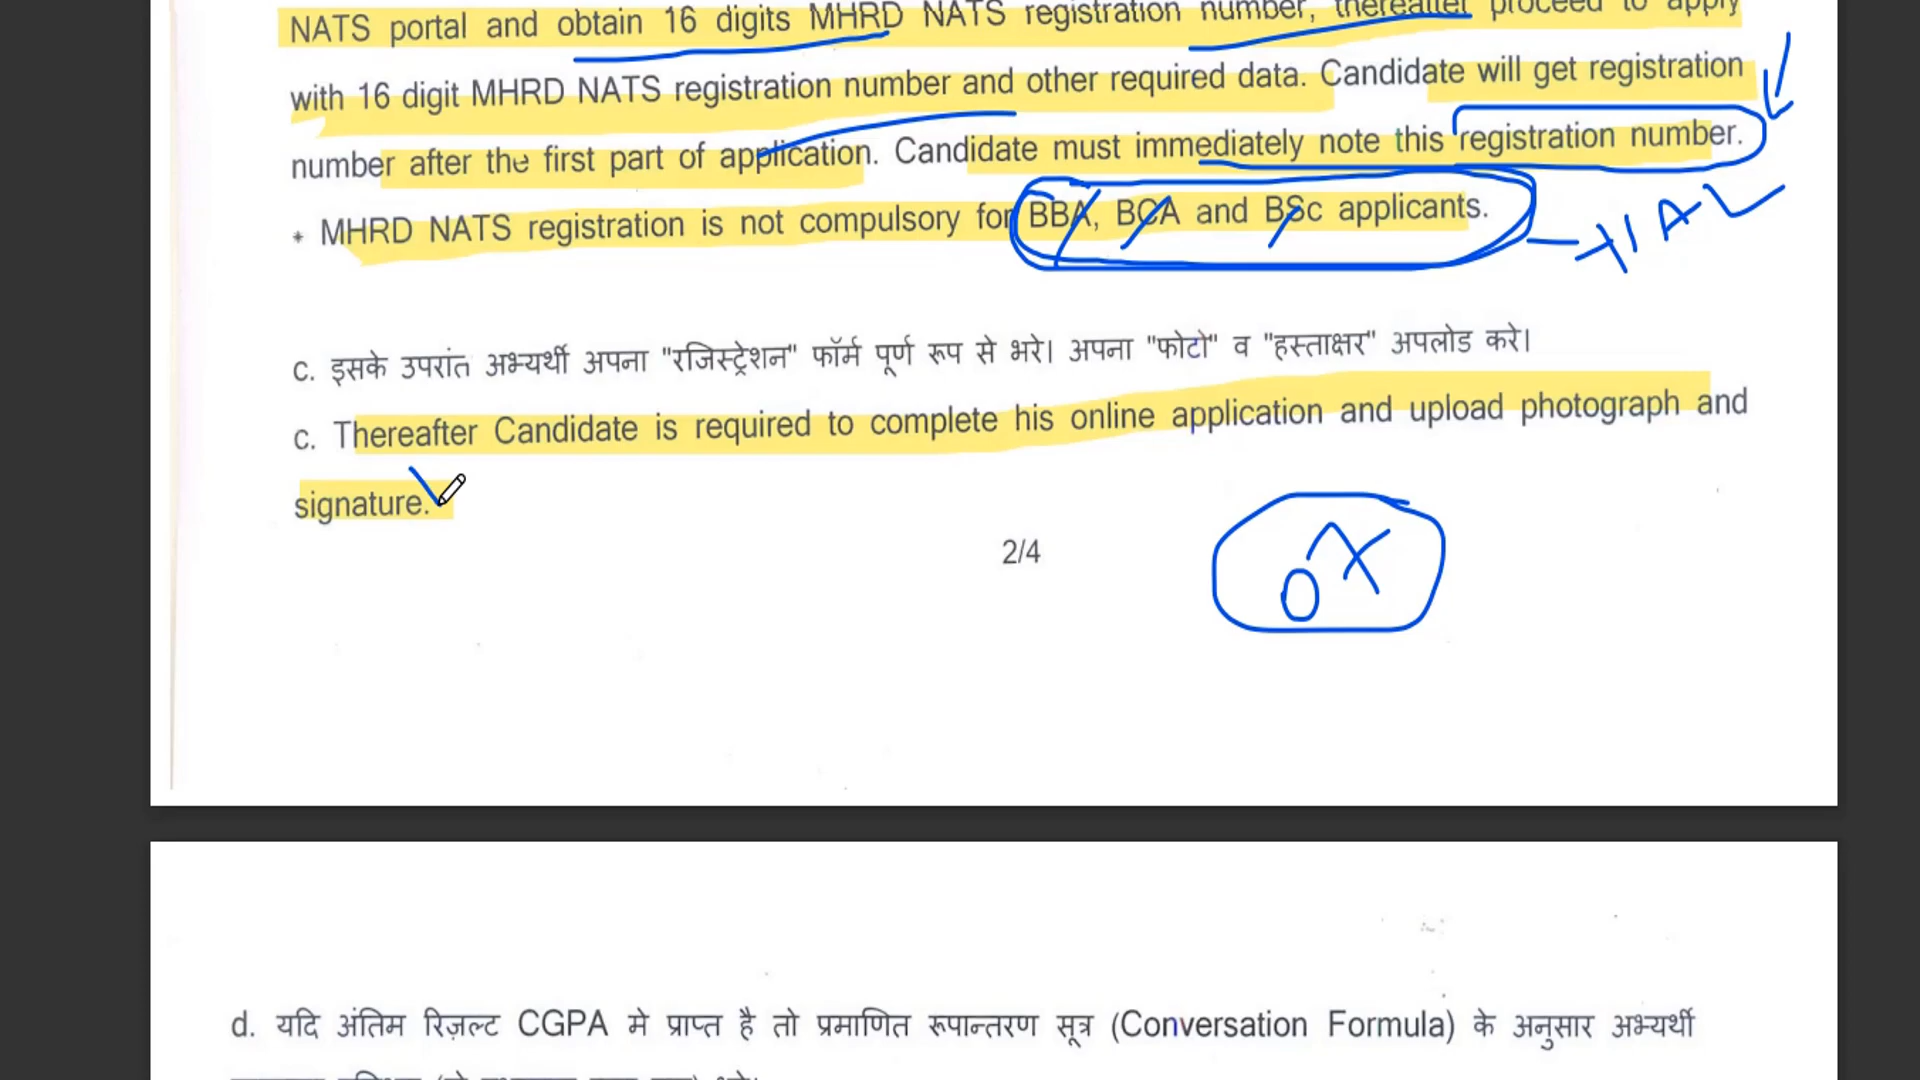 NATS portal and obtain 16 digits MHRD NATS registration number, thereafter proceed to apply
with 16 digit MHRD NATS registration number and other required data. Candidate will get registration
number after the first part of application. Candidate must immediately note this registration number.
* MHRD NATS registration is not compulsory for BBA, BCA and BSc applicants.
HAL
c. इसके उपरांत अभ्यर्थी अपना "रजिस्ट्रेशन" फॉर्म पूर्ण रूप से भरे। अपना "फोटो" व "हस्ताक्षर" अपलोड करे।
c. Thereafter Candidate is required to complete his online application and upload photograph and
signature.
2/4
d. यदि अंतिम रिज़ल्ट CGPA मे प्राप्त है तो प्रमाणित रूपान्तरण सूत्र (Conversation Formula) के अनुसार अभ्यर्थी